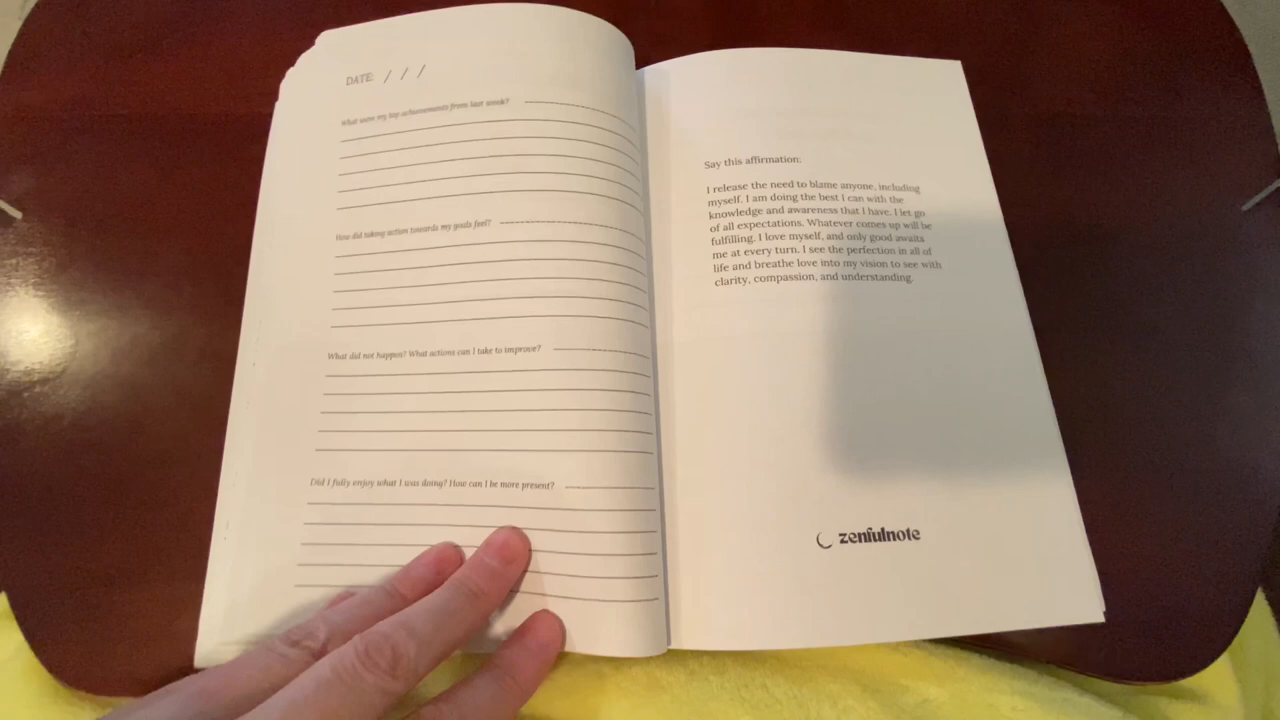 DATE: / / /
What were my top achievements from last week?
How did taking action towards my goals feel?
What did not happen? What actions can I take to improve?
Did I fully enjoy what I was doing? How can I be more present?
Say this affirmation:
I release the need to blame anyone, including
myself. I am doing the best I can with the
knowledge and awareness that I have. I let go
of all expectations. Whatever comes up will be
fulfilling. I love myself, and only good awaits
me at every turn. I see the perfection in all of
life and breathe love into my vision to see with
clarity, compassion, and understanding.
zenfulnote